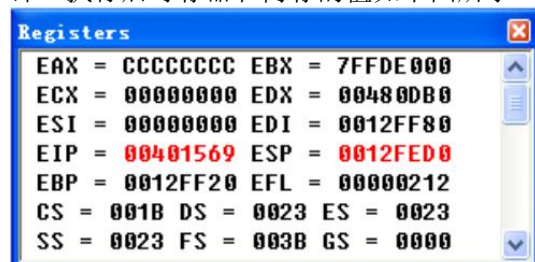 Registers
EAX = CCCCCCCC EBX = 7FFDE000
ECX = 00000000 EDX = 00480DB0
ESI = 00000000 EDI = 0012FF80
EIP = 00401569 ESP = 0012FED0
EBP = 0012FF20 EFL = 00000212
CS = 001B DS = 0023 ES = 0023
SS = 0023 FS = 003B GS = 0000